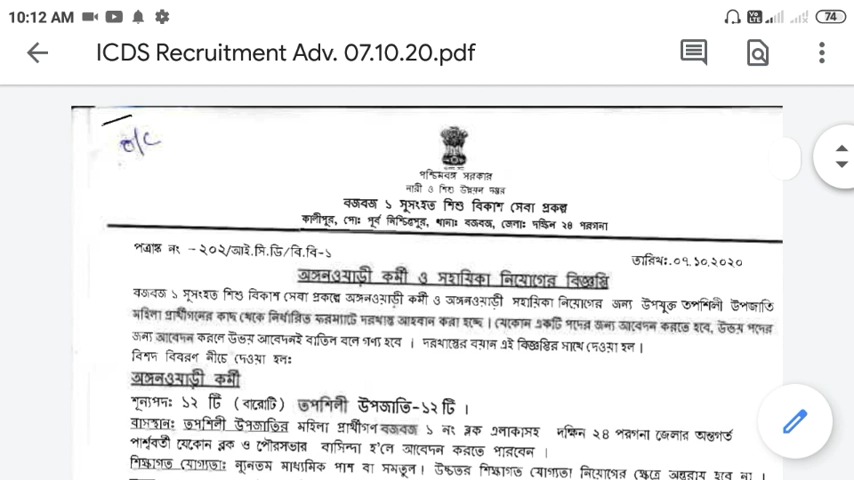 10:12 AM
74
ICDS Recruitment Adv. 07.10.20.pdf
পশ্চিমবঙ্গ সরকার
নারী ও শিশু উন্নয়ন দপ্তর
বজবজ ১ সুসংহত শিশু বিকাশ সেবা প্রকল্প
কালীপুর, পোঃ পূর্ব নিশ্চিন্তপুর, থানাঃ বজবজ, জেলাঃ দক্ষিন ২৪ পরগনা
পত্রাঙ্ক নং -২০২/আই.সি.ডি/বি.বি-১
তারিখ:.০৭.১০.২০২০
অঙ্গনওয়াড়ী কর্মী ও সহায়িকা নিয়োগের বিজ্ঞপ্তি
বজবজ ১ সুসংহত শিশু বিকাশ সেবা প্রকল্পে অঙ্গনওয়াড়ী কর্মী ও অঙ্গনওয়াড়ী সহায়িকা নিয়োগের জন্য উপযুক্ত তপশিলী উপজাতি
মহিলা প্রার্থীগনের কাছ থেকে নির্ধারিত ফরম্যাটে দরখাস্ত আহবান করা হচ্ছে। (যেকোন একটি পদের জন্য আবেদন করতে হবে, উভয় পদের
জন্য আবেদন করলে উভয় আবেদনই বাতিল বলে গণ্য হবে । দরখাস্তের বয়ান এই বিজ্ঞপ্তির সাথে দেওয়া হল।
বিশদ বিবরণ নীচে দেওয়া হল:
অঙ্গনওয়াড়ী কর্মী
শূন্যপদ: ১২ টি (বারোটি) তপশিলী উপজাতি-১২ টি ।
বাসস্থান: তপশিলী উপজাতির মহিলা প্রার্থীগণ বজবজ ১ নং ব্লক এলাকাসহ দক্ষিন ২৪ পরগনা জেলার অন্তর্গত
পার্শ্ববর্তী যেকোন ব্লক ও পৌরসভার বাসিন্দা হ'লে আবেদন করতে পারবেন ।
শিক্ষাগত যোগ্যতা: ন্যূনতম মাধ্যমিক পাশ বা সমতুল। উচ্চতর শিক্ষাগত যোগ্যতা নিয়োগের ক্ষেত্রে অন্তরায় হবে না ।